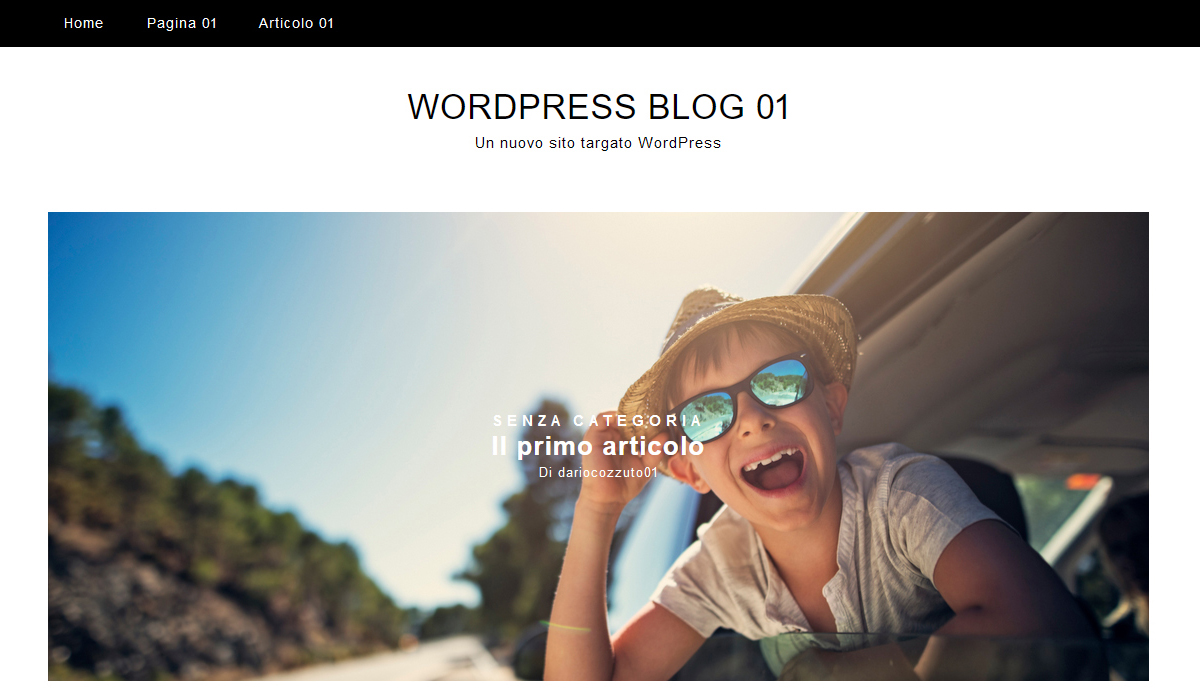 Home Pagina 01 Articolo 01
WORDPRESS BLOG 01
Un nuovo sito targato WordPress
SENZA CATEGORIA
Il primo articolo
Di dariocozzuto01